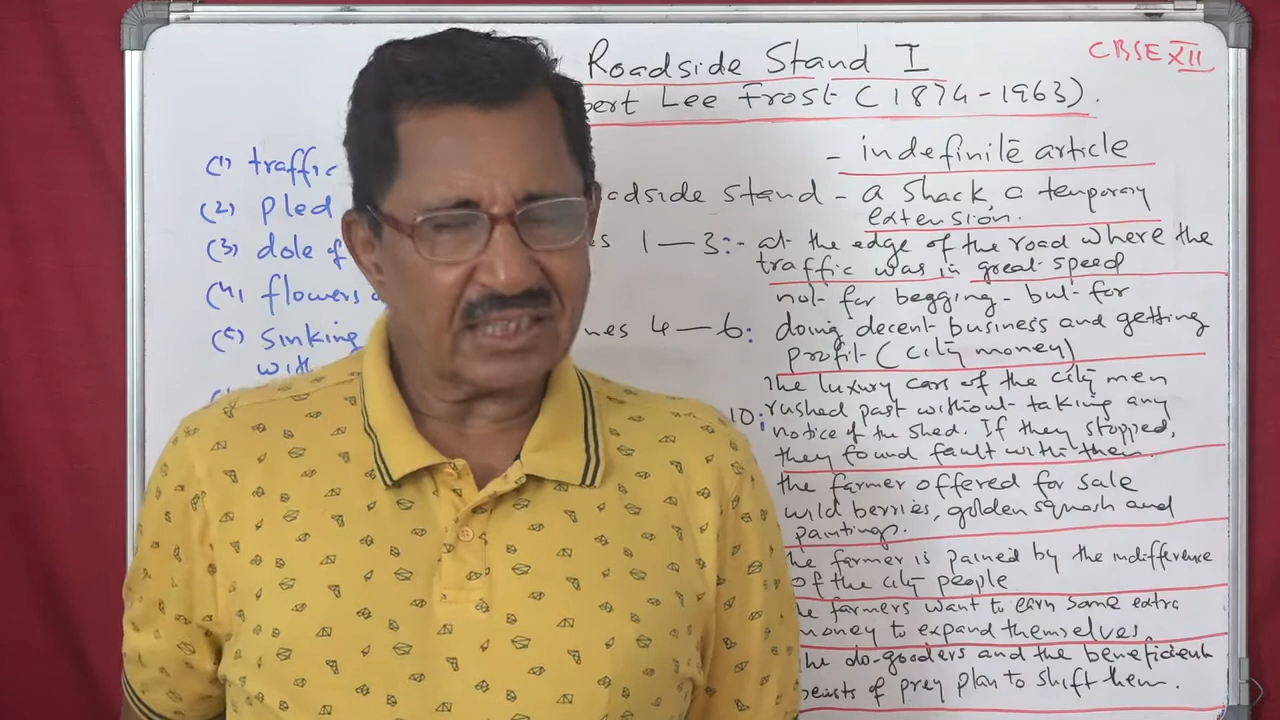 Roadside Stand I
CBSE XII
bert Lee Frost (1874-1963).
(1) traffic
- indefinite article
(2) pled
oadside stand - a shack, a temporary
extension.
(3) dole of
es 1-3:- at the edge of the road where the
traffic was in great speed
(4) flowers
not for begging - but for
(5) sinking
nes 4-6: doing decent business and getting
profit (city money)
with
The luxury cars of the city men
10: rushed past without taking any
notice of the shed. If they stopped,
they found fault with them.
the farmer offered for sale
wild berries, golden squash and
paintings.
he farmer is pained by the indifference
of the city people
he farmers want to earn some extra
money to expand themselves
he do-gooders and the beneficent
beasts of prey plan to shift them.